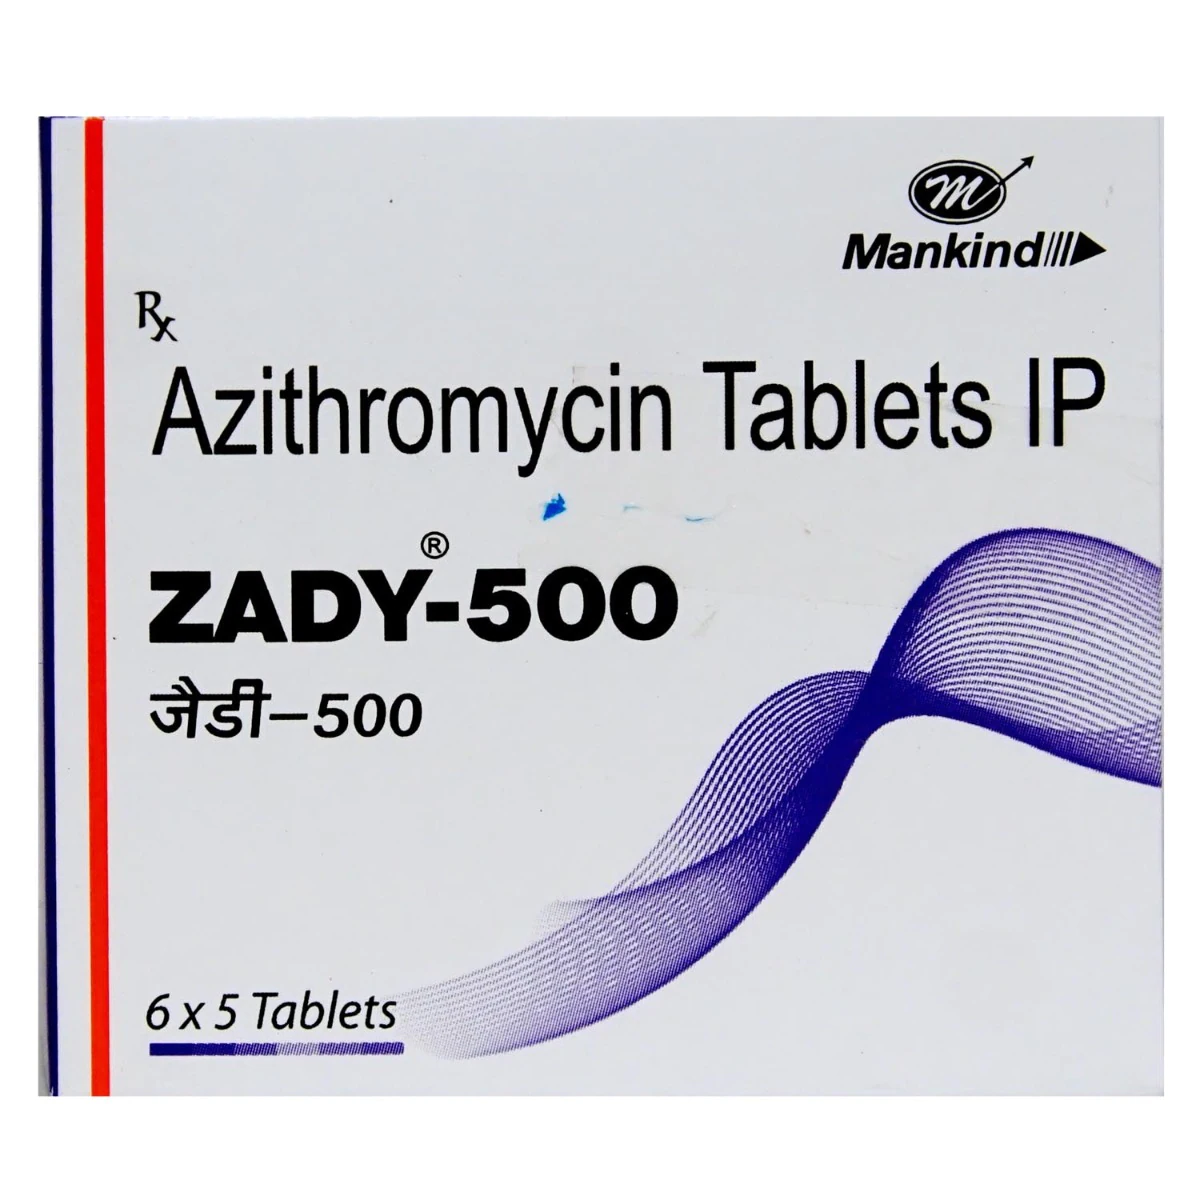 m
Mankind
Rx
Azithromycin Tablets IP
ZADY®-500
जैडी-500
6 x 5 Tablets